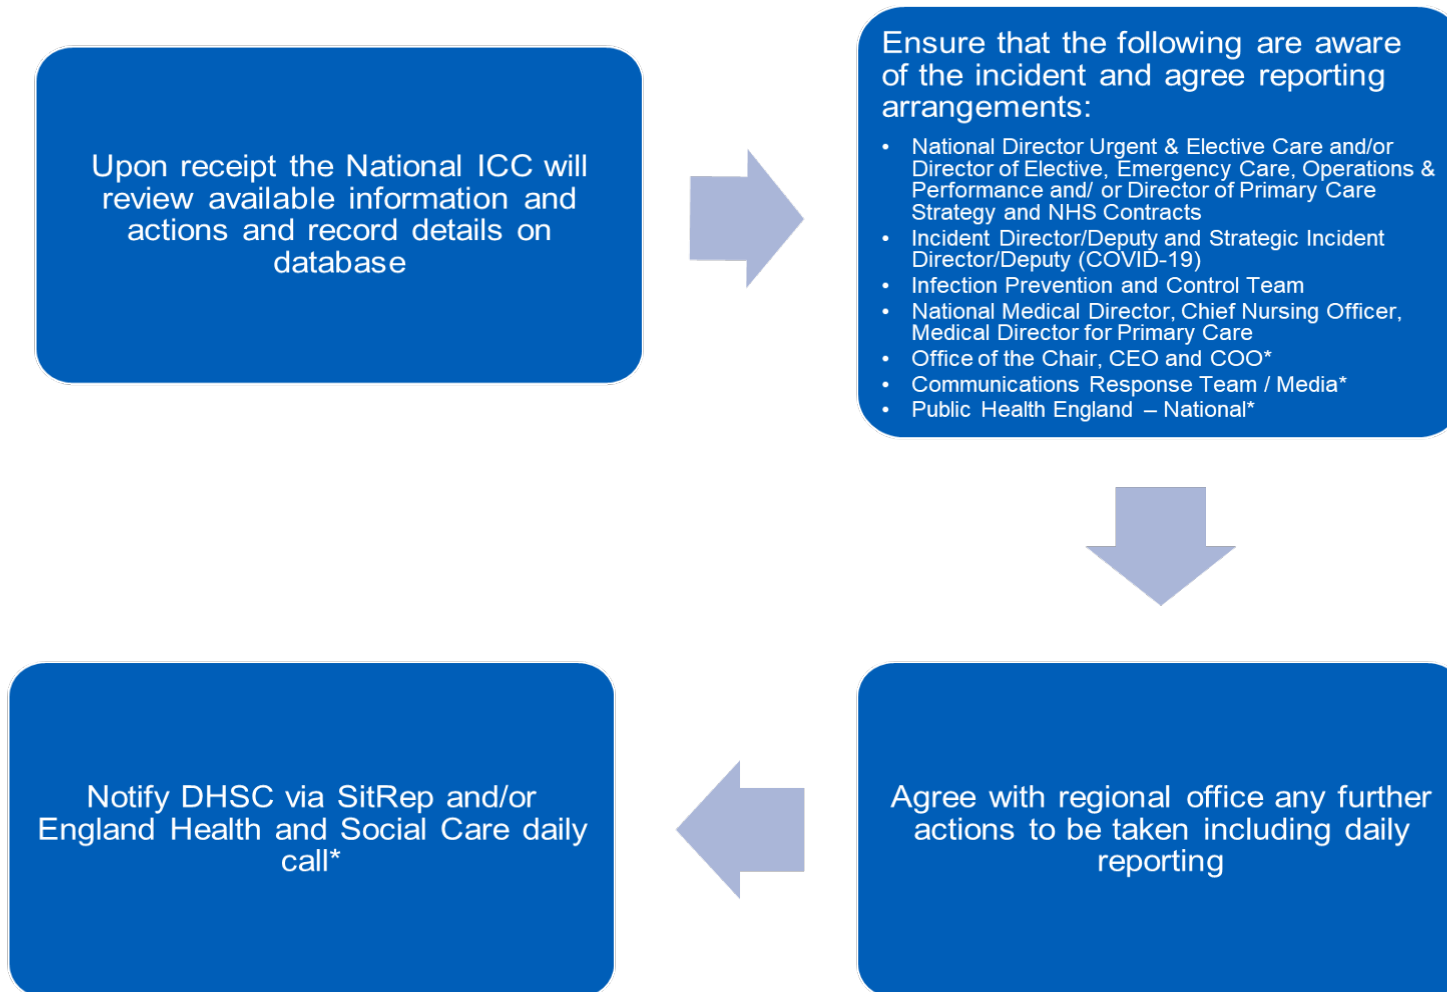 Upon receipt the National ICC will
review available information and
actions and record details on
database
Ensure that the following are aware
of the incident and agree reporting
arrangements:
• National Director Urgent & Elective Care and/or
Director of Elective, Emergency Care, Operations &
Performance and/ or Director of Primary Care
Strategy and NHS Contracts
• Incident Director/Deputy and Strategic Incident
Director/Deputy (COVID-19)
• Infection Prevention and Control Team
• National Medical Director, Chief Nursing Officer,
Medical Director for Primary Care
• Office of the Chair, CEO and COO*
• Communications Response Team / Media*
• Public Health England – National*
Agree with regional office any further
actions to be taken including daily
reporting
Notify DHSC via SitRep and/or
England Health and Social Care daily
call*